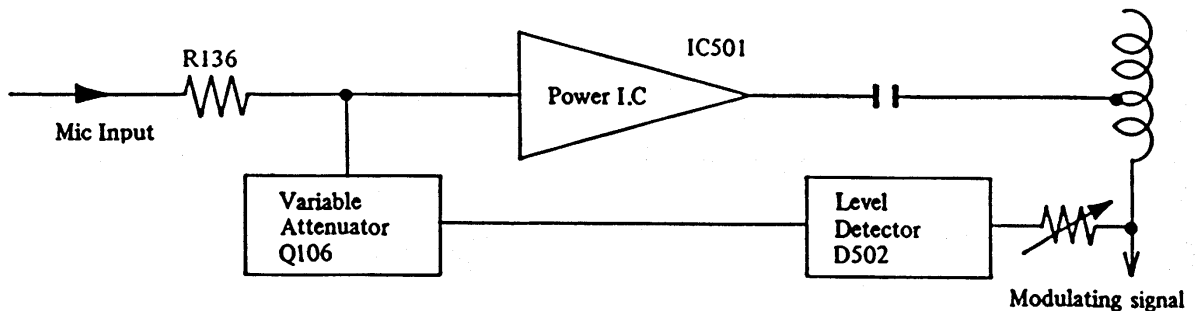 R136
IC501
Power I.C
Mic Input
Variable
Attenuator
Q106
Level
Detector
D502
Modulating signal